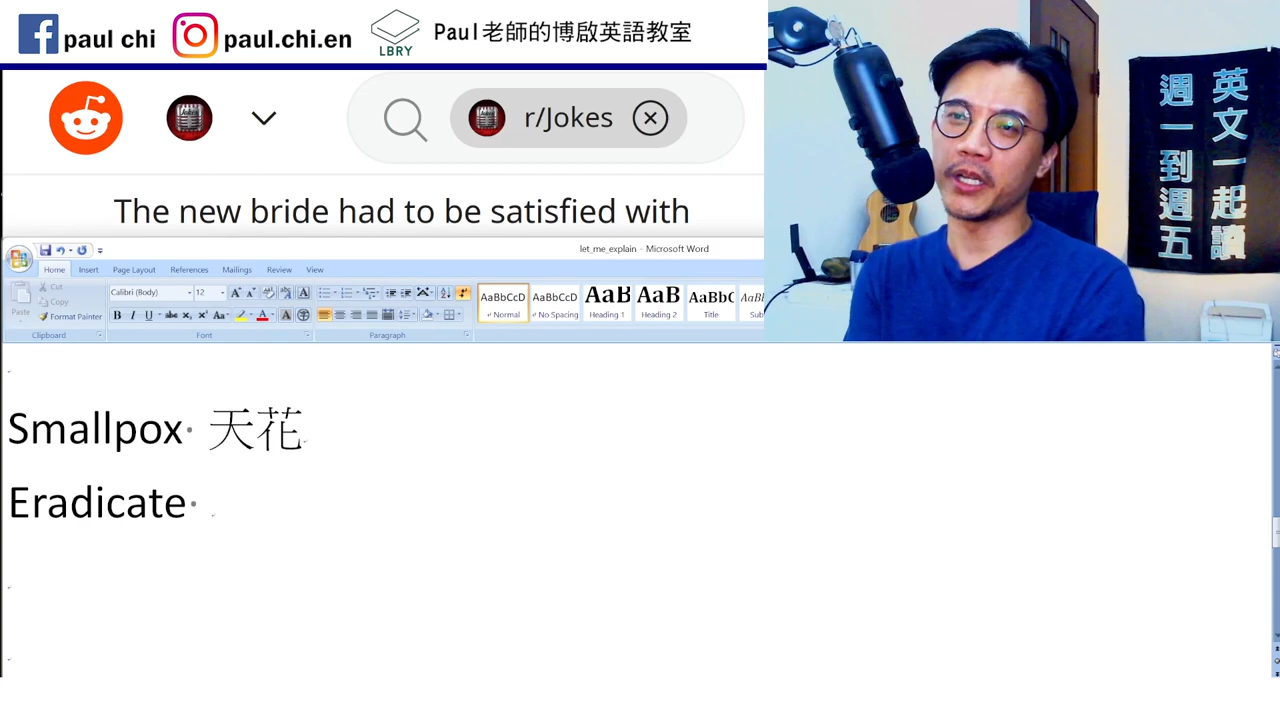 paul chi
paul.chi.en
LBRY
Paul老師的博啟英語教室
r/Jokes
The new bride had to be satisfied with
let_me_explain - Microsoft Word
Home Insert Page Layout References Mailings Review View
Paste
Cut
Copy
Format Painter
Clipboard
Calibri (Body) 12
Font
Paragraph
AaBbCcD AaBbCcD AaBb AaB AaBbC
Normal No Spacing Heading 1 Heading 2 Title Sub
英文一起讀
週一到週五
Smallpox 天花
Eradicate